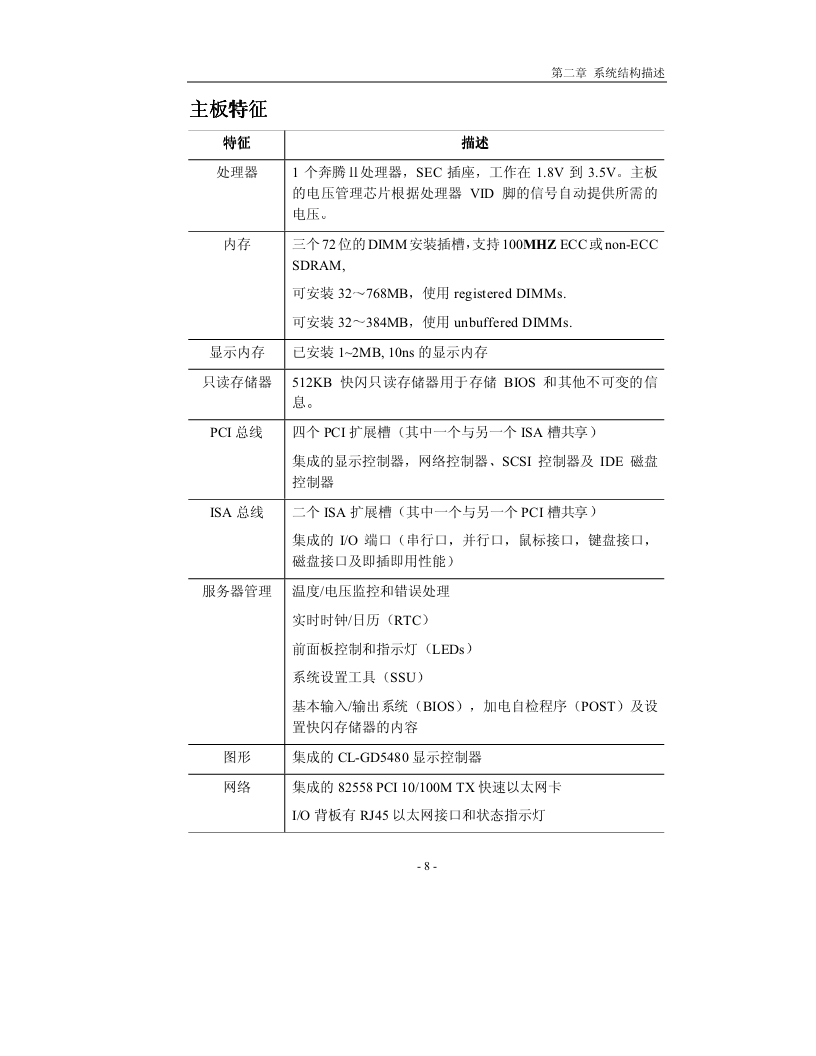 第二章 系统结构描述
主板特征
特征 描述
处理器 1 个奔腾Ⅱ处理器，SEC 插座，工作在 1.8V 到 3.5V。主板
的电压管理芯片根据处理器 VID 脚的信号自动提供所需的
电压。
内存 三个 72 位的 DIMM 安装插槽，支持 100MHZ ECC 或 non-ECC
SDRAM,
可安装 32～768MB，使用 registered DIMMs.
可安装 32～384MB，使用 unbuffered DIMMs.
显示内存 已安装 1~2MB, 10ns 的显示内存
只读存储器 512KB 快闪只读存储器用于存储 BIOS 和其他不可变的信
息。
PCI 总线 四个 PCI 扩展槽（其中一个与另一个 ISA 槽共享）
集成的显示控制器，网络控制器、SCSI 控制器及 IDE 磁盘
控制器
ISA 总线 二个 ISA 扩展槽（其中一个与另一个 PCI 槽共享）
集成的 I/O 端口（串行口，并行口，鼠标接口，键盘接口，
磁盘接口及即插即用性能）
服务器管理 温度/电压监控和错误处理
实时时钟/日历（RTC）
前面板控制和指示灯（LEDs）
系统设置工具（SSU）
基本输入/输出系统（BIOS），加电自检程序（POST）及设
置快闪存储器的内容
图形 集成的 CL-GD5480 显示控制器
网络 集成的 82558 PCI 10/100M TX 快速以太网卡
I/O 背板有 RJ45 以太网接口和状态指示灯
- 8 -